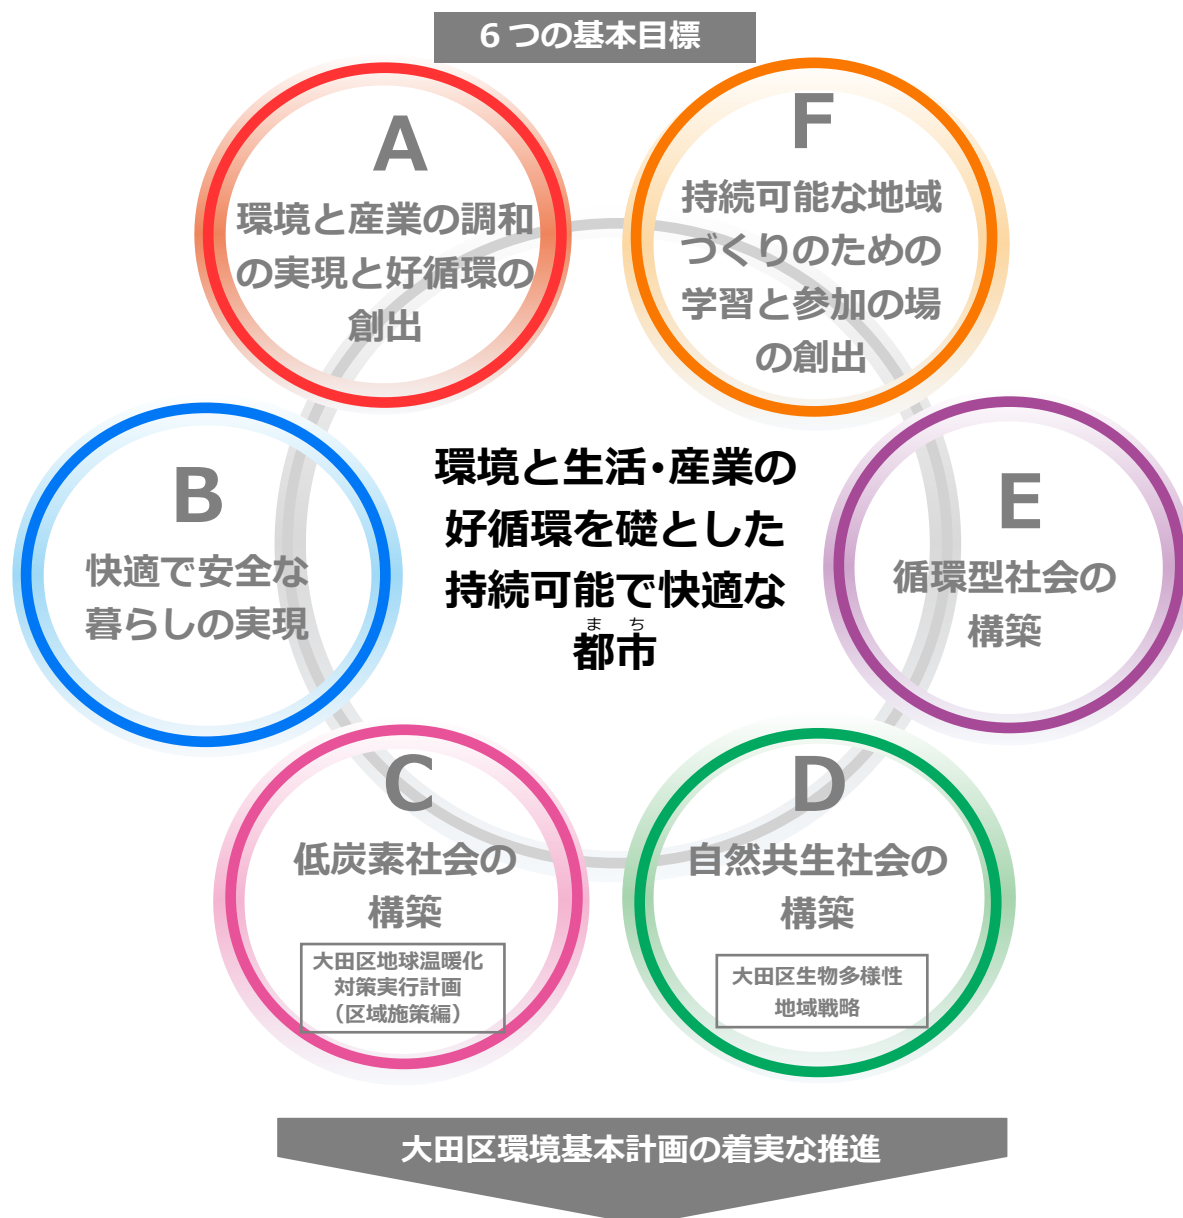 6つの基本目標
A
環境と産業の調和
の実現と好循環の
創出
F
持続可能な地域
づくりのための
学習と参加の場
の創出
B
快適で安全な
暮らしの実現
環境と生活・産業の
好循環を礎とした
持続可能で快適な
まち
都市
E
循環型社会の
構築
C
低炭素社会の
構築
大田区地球温暖化
対策実行計画
（区域施策編）
D
自然共生社会の
構築
大田区生物多様性
地域戦略
大田区環境基本計画の着実な推進